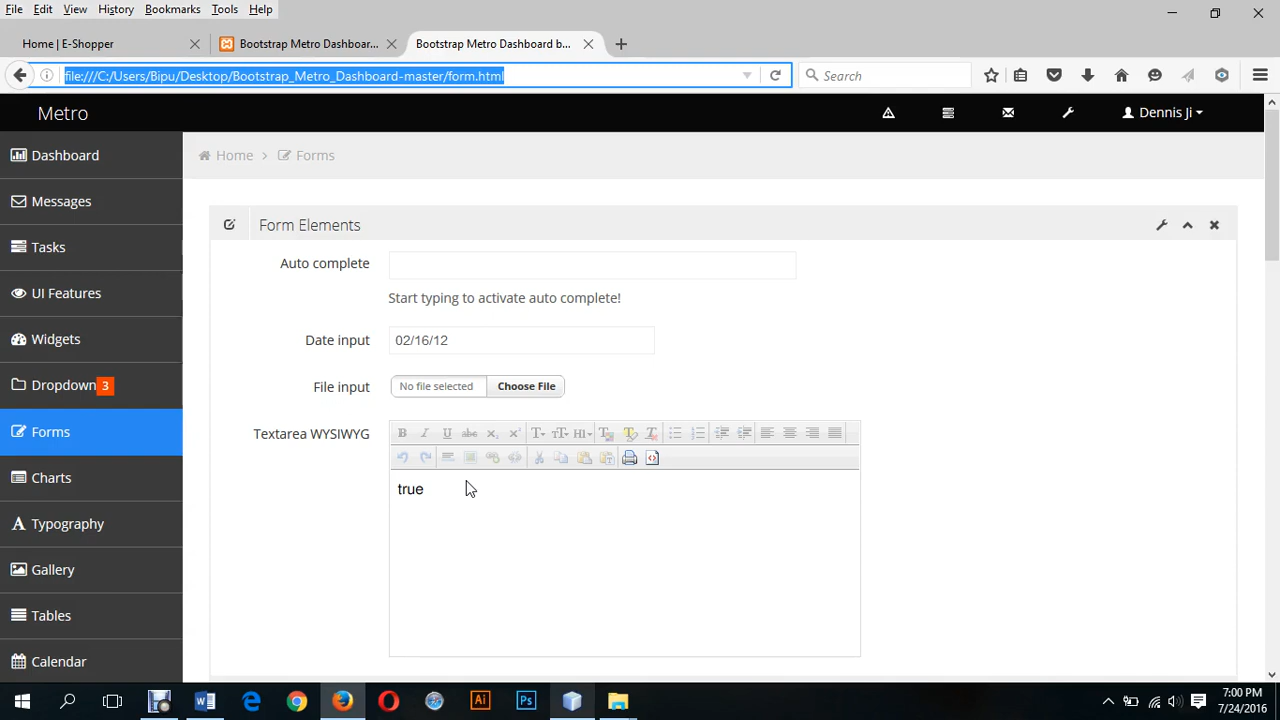 File Edit View History Bookmarks Tools Help
Home | E-Shopper
Bootstrap Metro Dashboar...
Bootstrap Metro Dashboard b...
file:///C:/Users/Bipu/Desktop/Bootstrap_Metro_Dashboard-master/form.html
Search
Metro
Dennis Ji
Dashboard
Home
Forms
Messages
Form Elements
Tasks
Auto complete
UI Features
Start typing to activate auto complete!
Widgets
Date input 02/16/12
Dropdown 3
File input No file selected Choose File
Forms
Textarea WYSIWYG
Charts
true
Typography
Gallery
Tables
Calendar
7:00 PM
7/24/2016